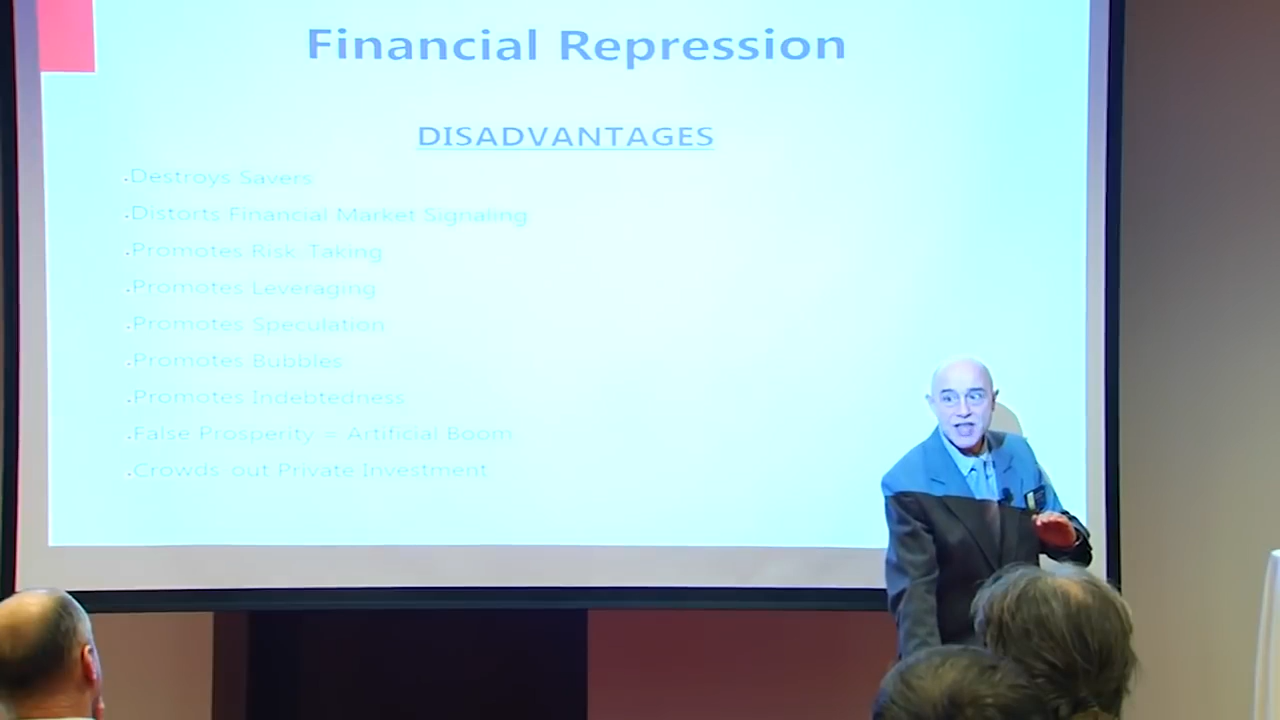 Financial Repression
DISADVANTAGES
.Destroys Savers
.Distorts Financial Market Signaling
.Promotes Risk Taking
.Promotes Leveraging
.Promotes Speculation
.Promotes Bubbles
.Promotes Indebtedness
.False Prosperity = Artificial Boom
.Crowds out Private Investment